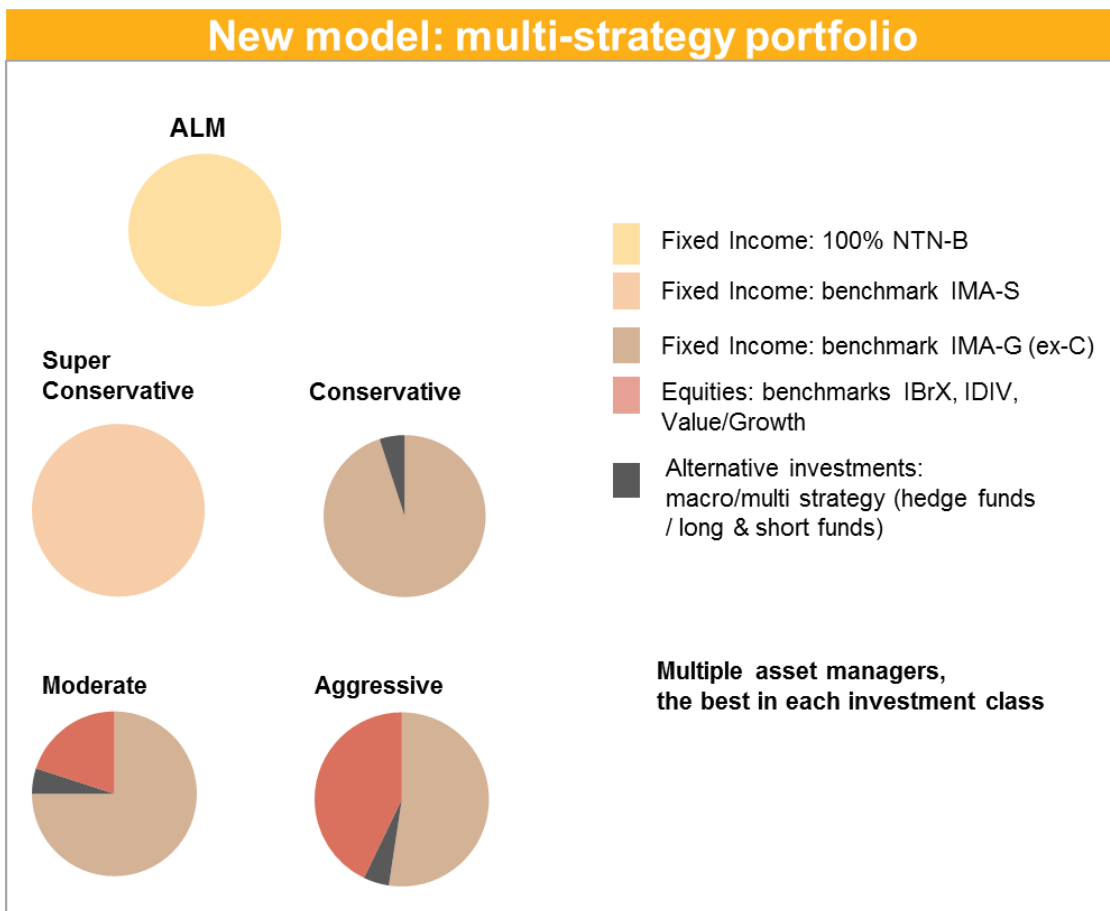 New model: multi-strategy portfolio
ALM
Super
Conservative
Conservative
Moderate
Aggressive
Fixed Income: 100% NTN-B
Fixed Income: benchmark IMA-S
Fixed Income: benchmark IMA-G (ex-C)
Equities: benchmarks IBrX, IDIV,
Value/Growth
Alternative investments:
macro/multi strategy (hedge funds
/ long & short funds)
Multiple asset managers,
the best in each investment class